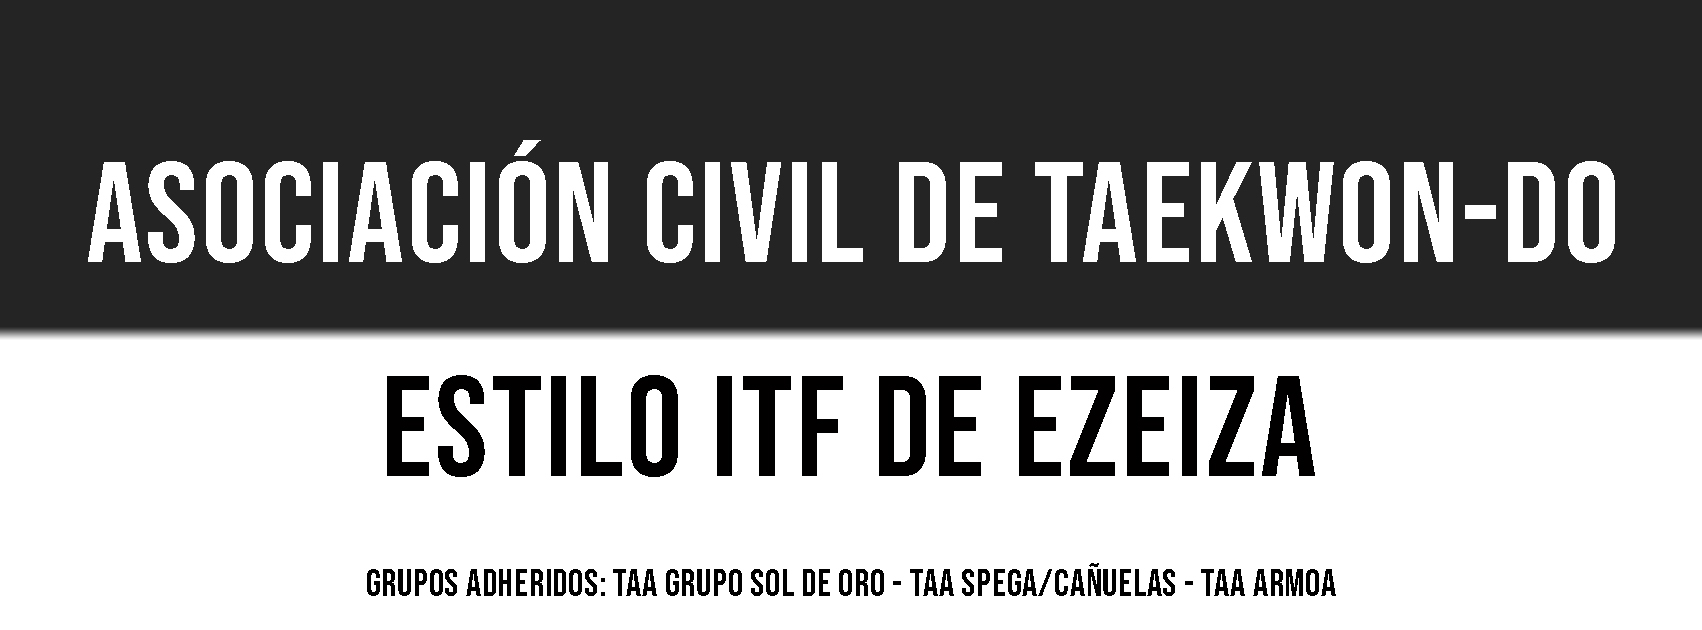 ASOCIACIÓN CIVIL DE TAEKWON-DO
ESTILO ITF DE EZEIZA
GRUPOS ADHERIDOS: TAA GRUPO SOL DE ORO - TAA SPEGA/CAÑUELAS - TAA ARMOA